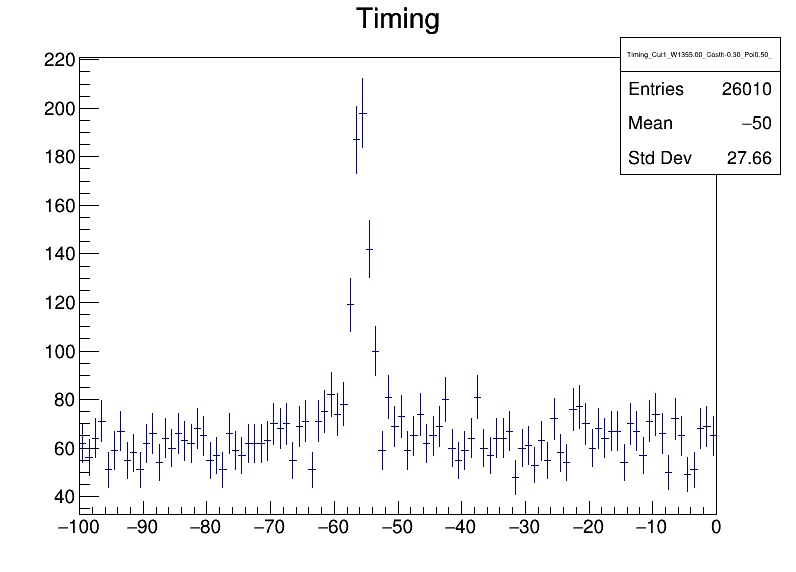 Timing
Timing_Cut1_W1355.00_Costh-0.30_Pol0.50_
Entries 26010
Mean −50
Std Dev 27.66
220
200
180
160
140
120
100
80
60
40
−100 −90 −80 −70 −60 −50 −40 −30 −20 −10 0